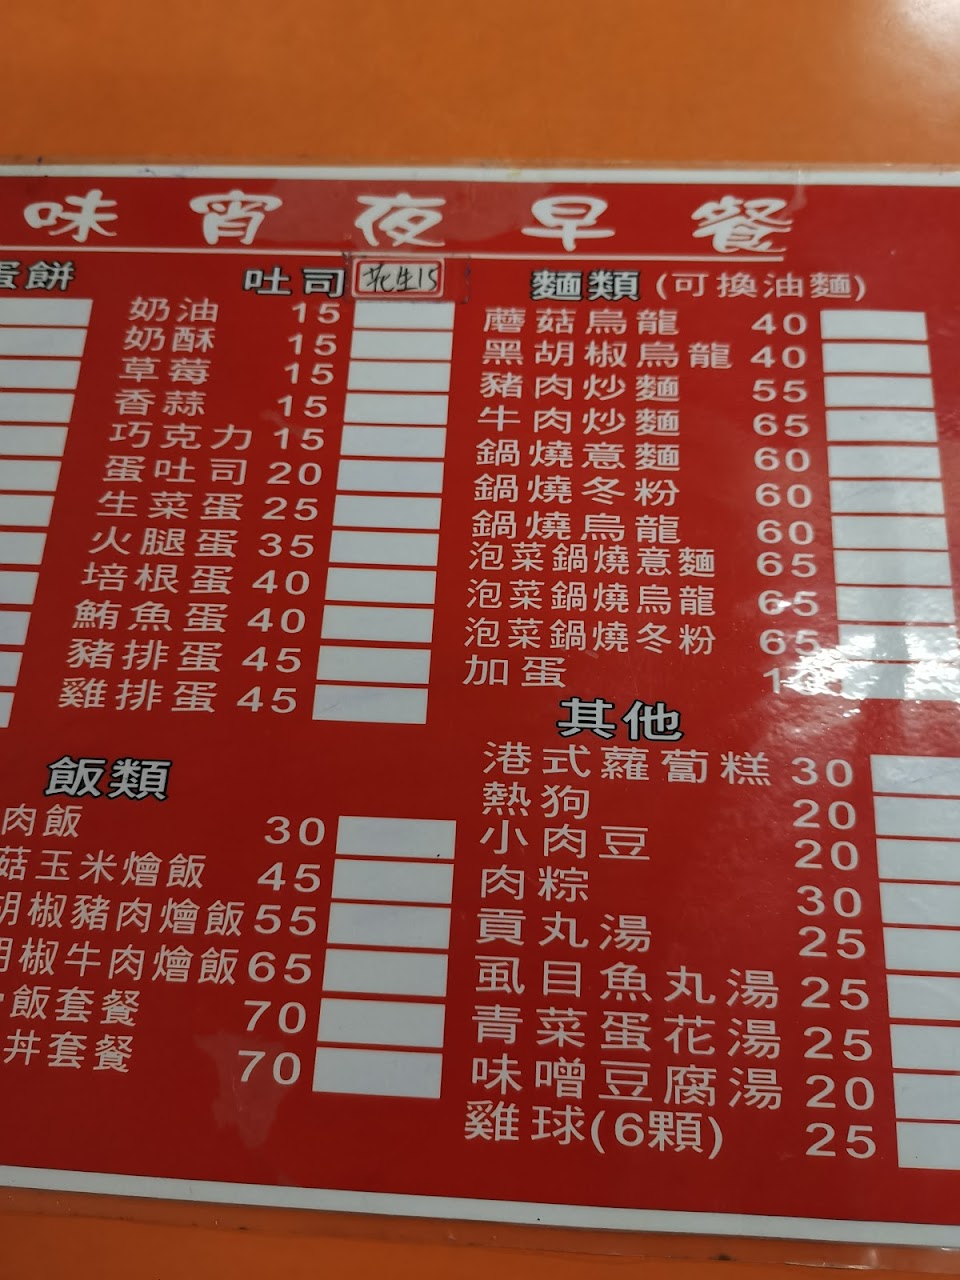 味宵夜早餐
蛋餅
吐司 花生15
奶油 15
奶酥 15
草莓 15
香蒜 15
巧克力 15
蛋吐司 20
生菜蛋 25
火腿蛋 35
培根蛋 40
鮪魚蛋 40
豬排蛋 45
雞排蛋 45
飯類
肉飯 30
菇玉米燴飯 45
胡椒豬肉燴飯 55
胡椒牛肉燴飯 65
飯套餐 70
丼套餐 70
麵類(可換油麵)
蘑菇烏龍 40
黑胡椒烏龍 40
豬肉炒麵 55
牛肉炒麵 65
鍋燒意麵 60
鍋燒冬粉 60
鍋燒烏龍 60
泡菜鍋燒意麵 65
泡菜鍋燒烏龍 65
泡菜鍋燒冬粉 65
加蛋
其他
港式蘿蔔糕 30
熱狗 20
小肉豆 20
肉粽 30
貢丸湯 25
虱目魚丸湯 25
青菜蛋花湯 25
味噌豆腐湯 20
雞球(6顆) 25